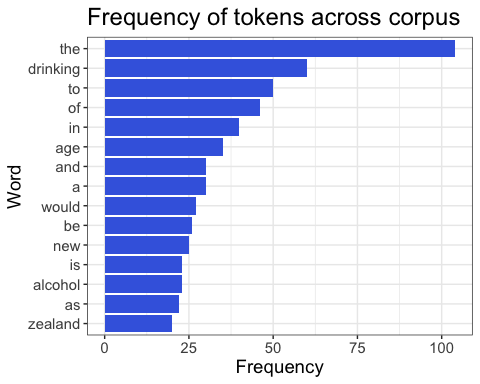 Frequency of tokens across corpus
Word
the
drinking
to
of
in
age
and
a
would
be
new
is
alcohol
as
zealand
0 25 50 75 100
Frequency